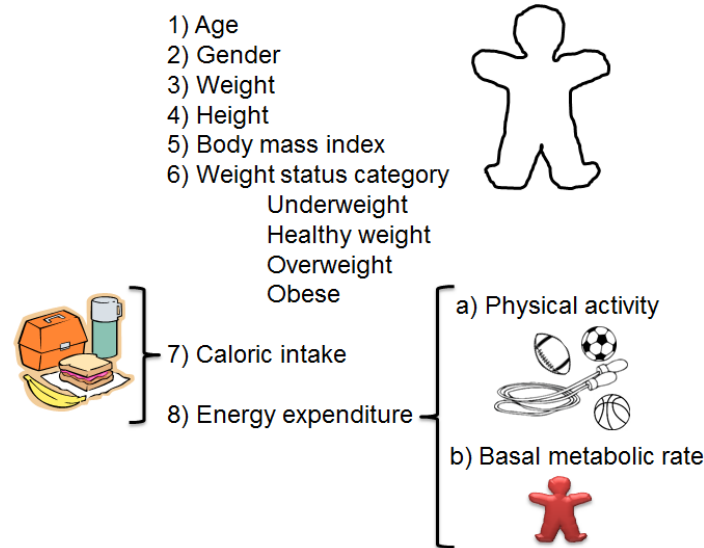 1) Age
2) Gender
3) Weight
4) Height
5) Body mass index
6) Weight status category
Underweight
Healthy weight
Overweight
Obese
7) Caloric intake
8) Energy expenditure
a) Physical activity
b) Basal metabolic rate